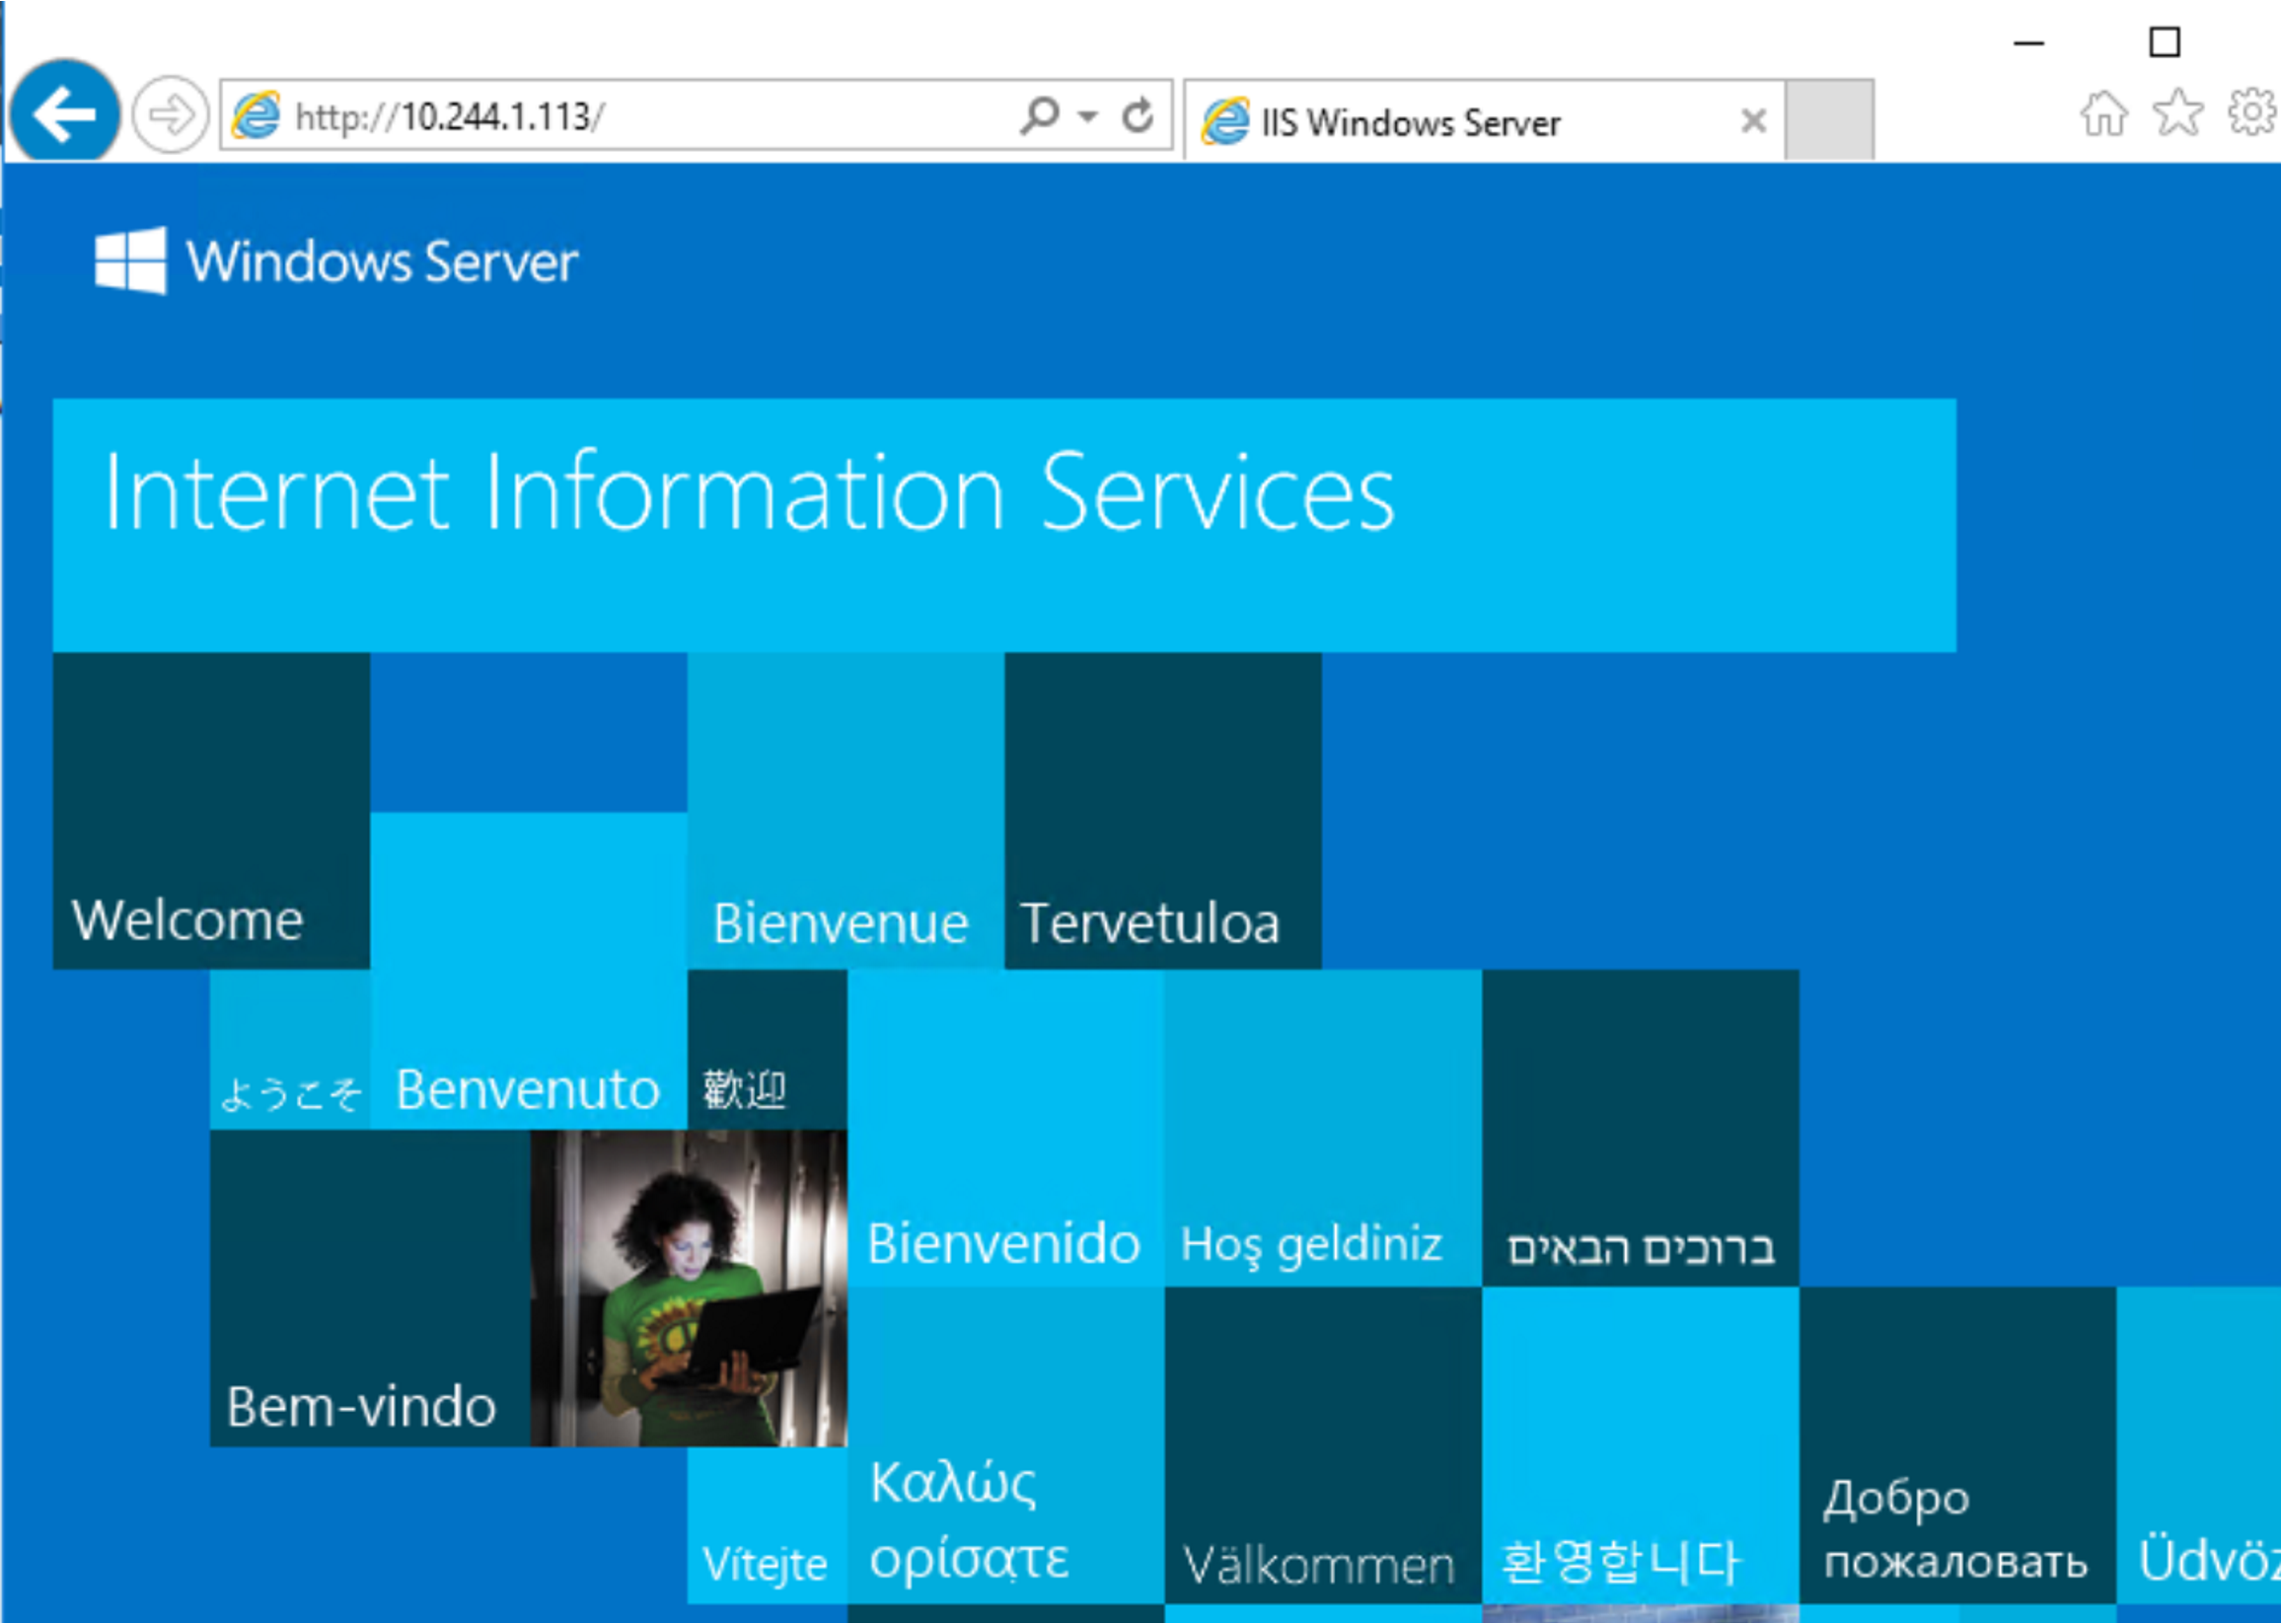 http://10.244.1.113/
IIS Windows Server
Windows Server
Internet Information Services
Welcome
Bienvenue
Tervetuloa
ようこそ
Benvenuto
歡迎
Bienvenido
Hoş geldiniz
ברוכים הבאים
Bem-vindo
Vítejte
Καλώς
ορίσατε
Välkommen
환영합니다
Добро
пожаловать